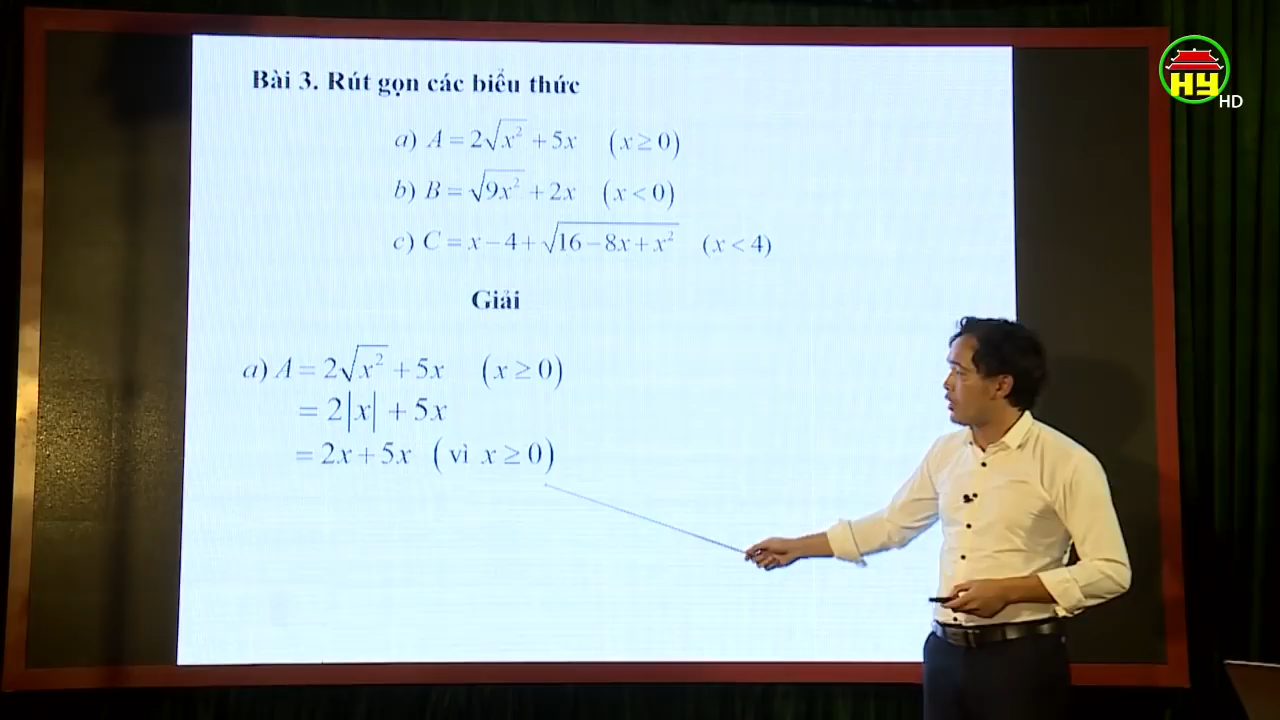 Bài 3. Rút gọn các biểu thức
a) A = 2√x² + 5x (x ≥ 0)
b) B = √9x² + 2x (x < 0)
c) C = x − 4 + √16 − 8x + x² (x < 4)
Giải
a) A = 2√x² + 5x (x ≥ 0)
= 2|x| + 5x
= 2x + 5x (vì x ≥ 0)
HY
HD